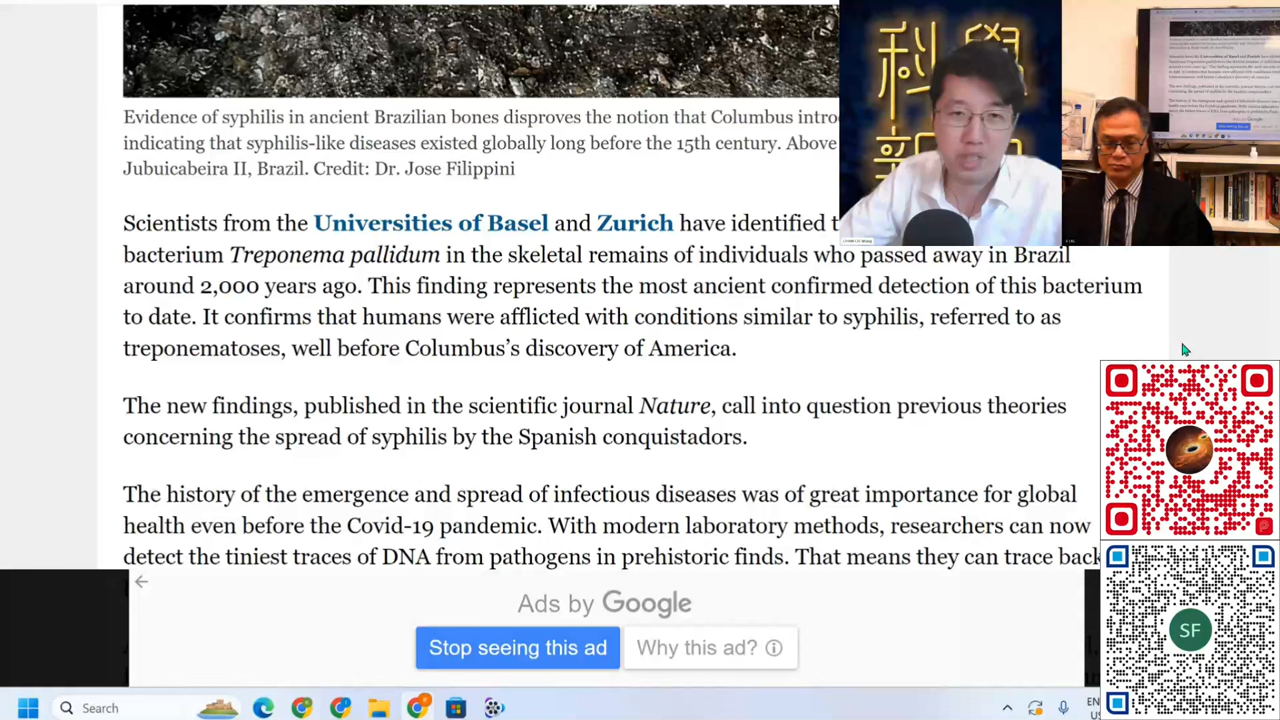 Evidence of syphilis in ancient Brazilian
indicating that syphilis-like diseases existed globally long before the 15th century. Above
Jubuicabeira II, Brazil. Credit: Dr. Jose Filippini
Scientists from the Universities of Basel and Zurich have identified
bacterium Treponema pallidum in the skeletal remains of individuals who passed away in Brazil
around 2,000 years ago. This finding represents the most ancient confirmed detection of this bacterium
to date. It confirms that humans were afflicted with conditions similar to syphilis, referred to as
treponematoses, well before Columbus’s discovery of America.
The new findings, published in the scientific journal Nature, call into question previous theories
concerning the spread of syphilis by the Spanish conquistadors.
The history of the emergence and spread of infectious diseases was of great importance for global
health even before the Covid-19 pandemic. With modern laboratory methods, researchers can now
detect the tiniest traces of DNA from pathogens in prehistoric finds. That means they can trace back
Ads by Google
Stop seeing this ad
Why this ad?
SF
Search